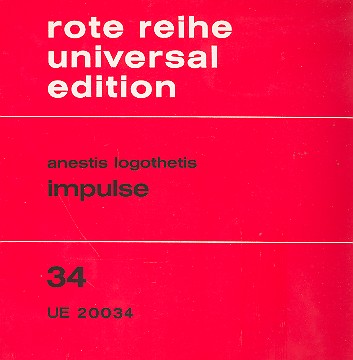 rote reihe
universal
edition
anestis logothetis
impulse
34
UE 20034